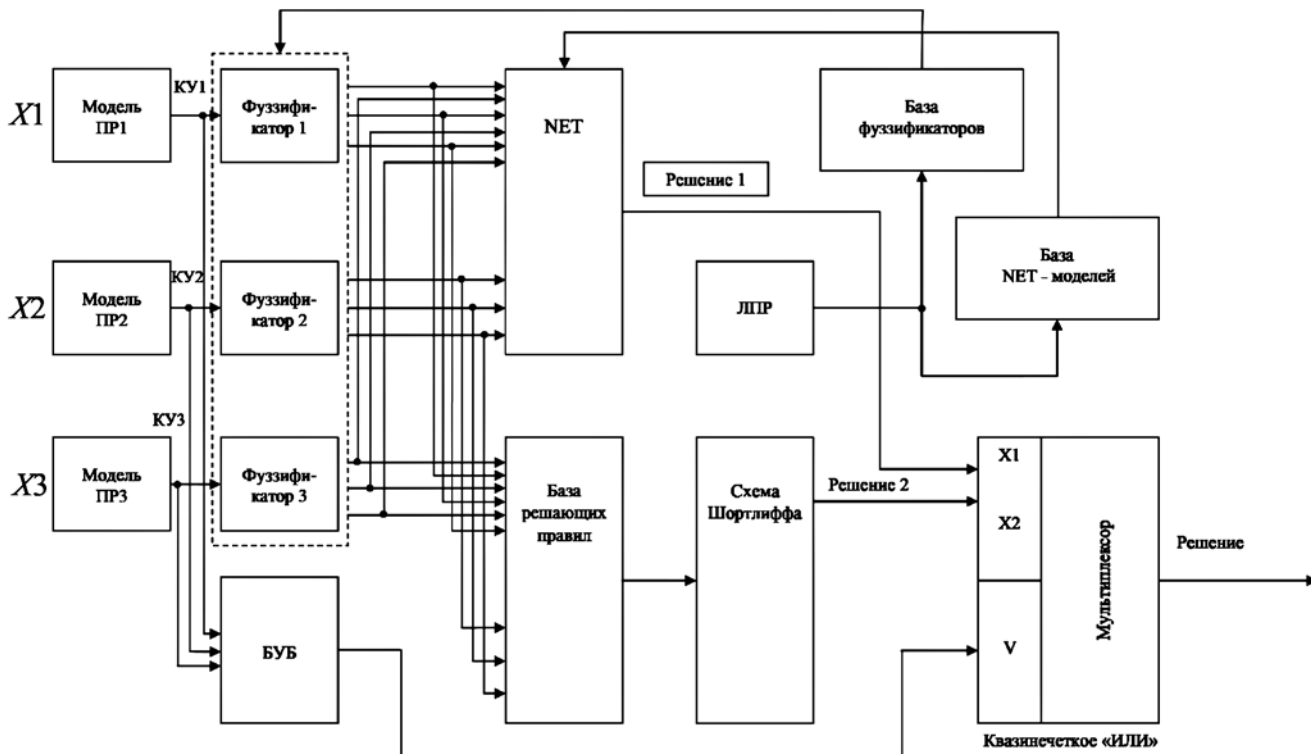 X1
Модель
ПР1
КУ1
Фуззифи-
катор 1
NET
База
фуззификаторов
Решение 1
База
NET – моделей
X2
Модель
ПР2
КУ2
Фуззифи-
катор 2
ЛПР
X3
Модель
ПР3
КУ3
Фуззифи-
катор 3
База
решающих
правил
Схема
Шортлиффа
Решение 2
X1
X2
V
Мультиплексор
Решение
БУБ
Квазинечеткое «ИЛИ»